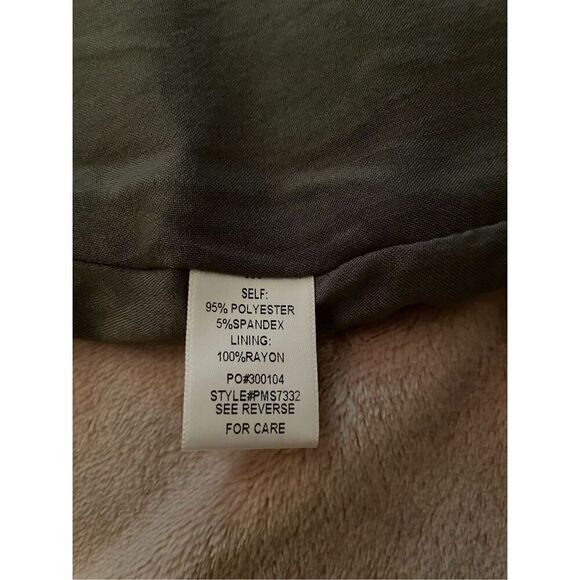 SELF:
95% POLYESTER
5%SPANDEX
LINING:
100%RAYON
PO#300104
STYLE#PMS7332
SEE REVERSE
FOR CARE